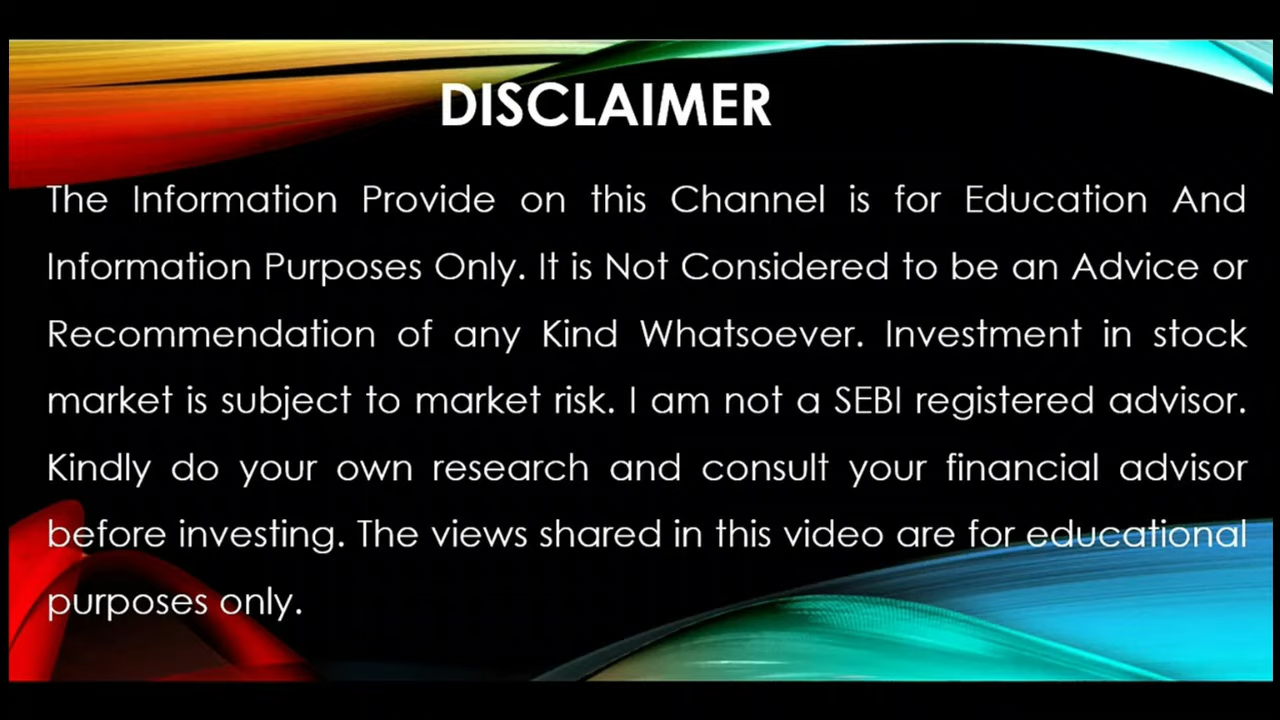 DISCLAIMER
The Information Provide on this Channel is for Education And
Information Purposes Only. It is Not Considered to be an Advice or
Recommendation of any Kind Whatsoever. Investment in stock
market is subject to market risk. I am not a SEBI registered advisor.
Kindly do your own research and consult your financial advisor
before investing. The views shared in this video are for educational
purposes only.